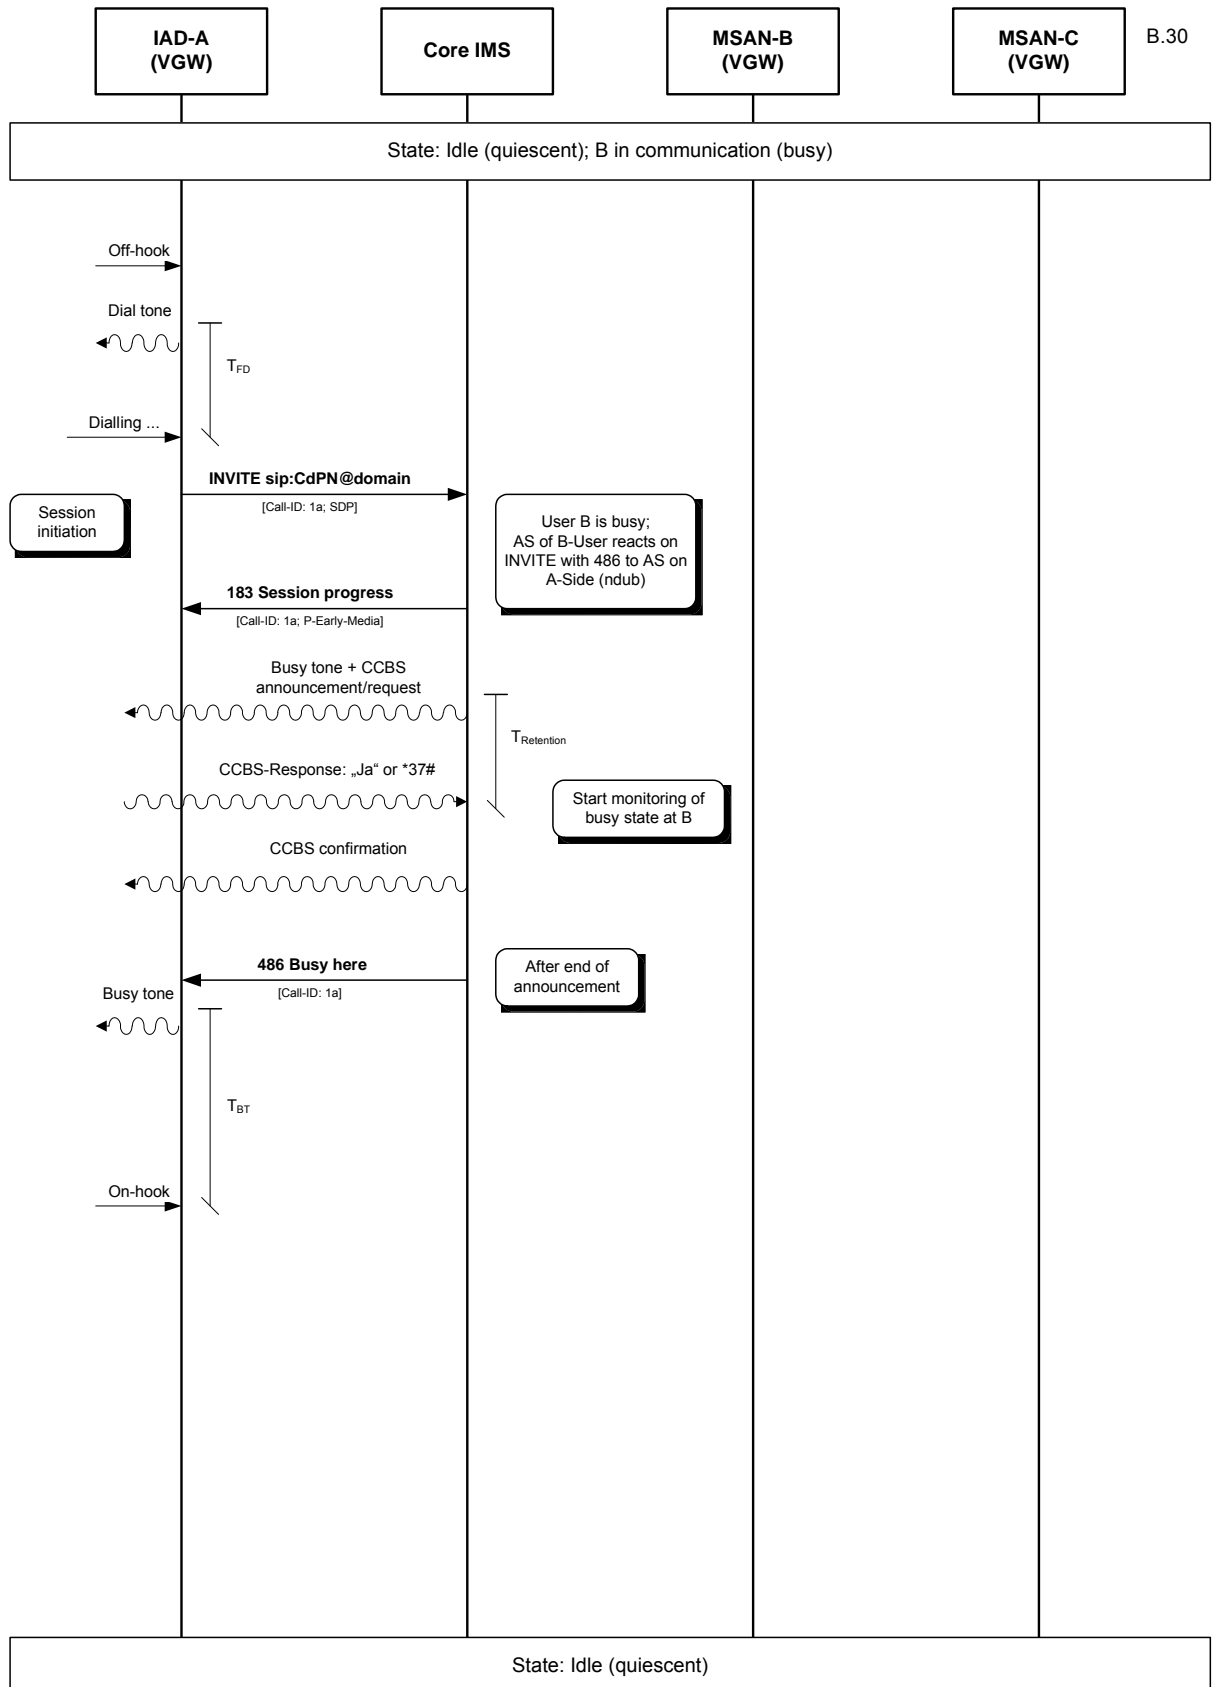 IAD-A
(VGW)
Core IMS
MSAN-B
(VGW)
MSAN-C
(VGW)
B.30
State: Idle (quiescent); B in communication (busy)
Off-hook
Dial tone
TFD
Dialling ...
INVITE sip:CdPN@domain
[Call-ID: 1a; SDP]
Session
initiation
User B is busy;
AS of B-User reacts on
INVITE with 486 to AS on
A-Side (ndub)
183 Session progress
[Call-ID: 1a; P-Early-Media]
Busy tone + CCBS
announcement/request
TRetention
CCBS-Response: „Ja“ or *37#
Start monitoring of
busy state at B
CCBS confirmation
486 Busy here
[Call-ID: 1a]
After end of
announcement
Busy tone
TBT
On-hook
State: Idle (quiescent)